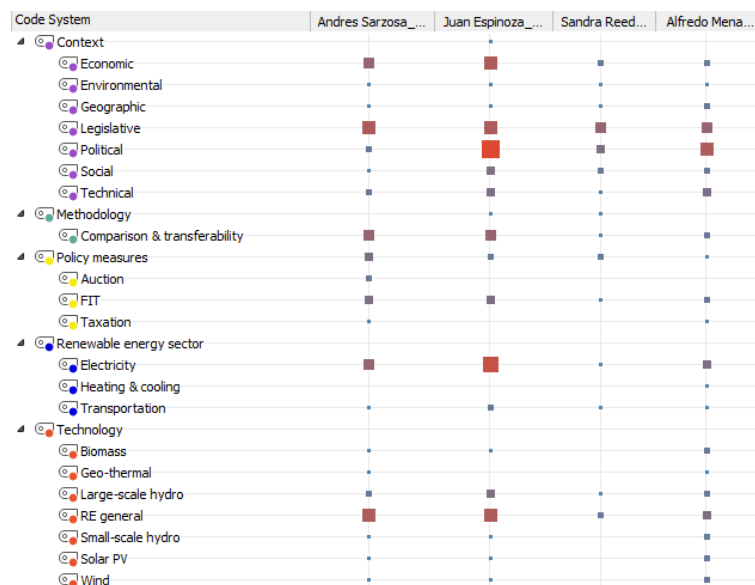 Code System Andres Sarzosa_... Juan Espinoza_... Sandra Reed... Alfredo Mena...
Context
Economic
Environmental
Geographic
Legislative
Political
Social
Technical
Methodology
Comparison & transferability
Policy measures
Auction
FIT
Taxation
Renewable energy sector
Electricity
Heating & cooling
Transportation
Technology
Biomass
Geo-thermal
Large-scale hydro
RE general
Small-scale hydro
Solar PV
Wind